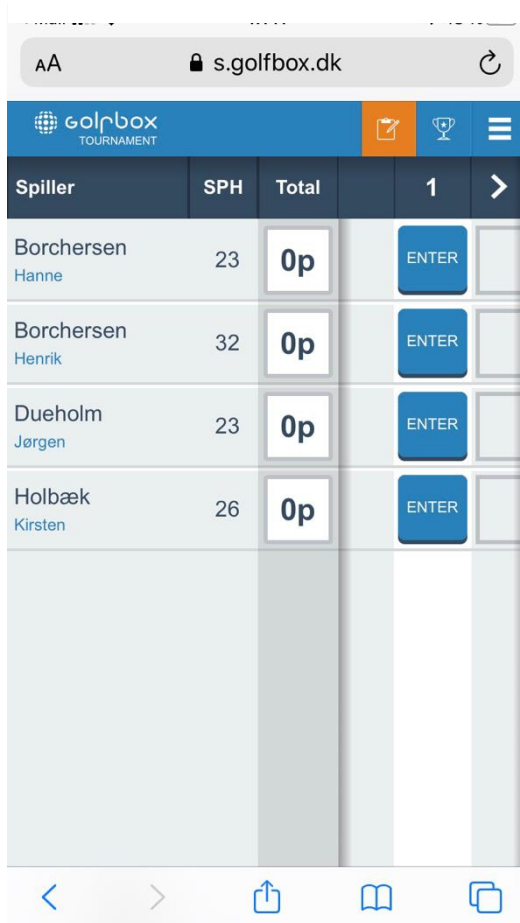 AA s.golfbox.dk
GolfBox
TOURNAMENT
Spiller SPH Total 1
Borchersen 23 0p ENTER
Hanne
Borchersen 32 0p ENTER
Henrik
Dueholm 23 0p ENTER
Jørgen
Holbæk 26 0p ENTER
Kirsten